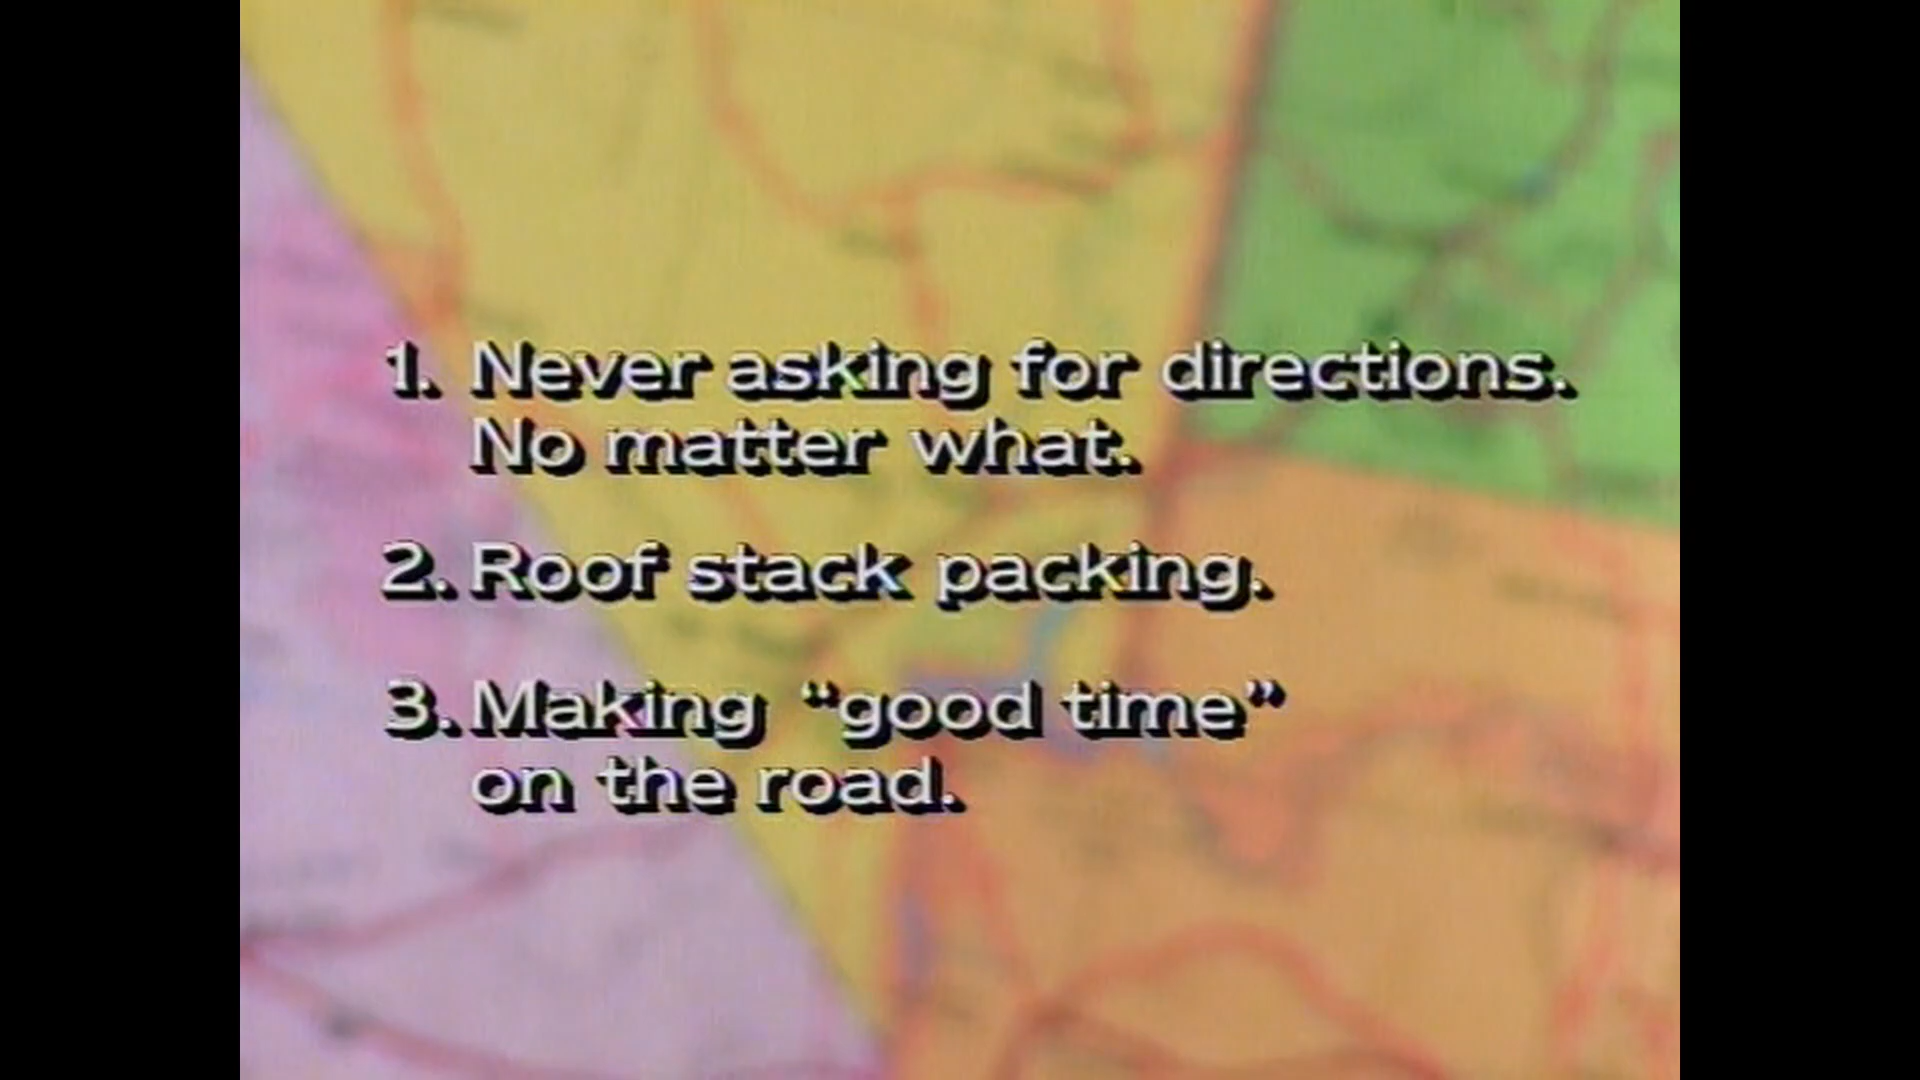 1. Never asking for directions.
No matter what.
2. Roof stack packing.
3. Making “good time”
on the road.